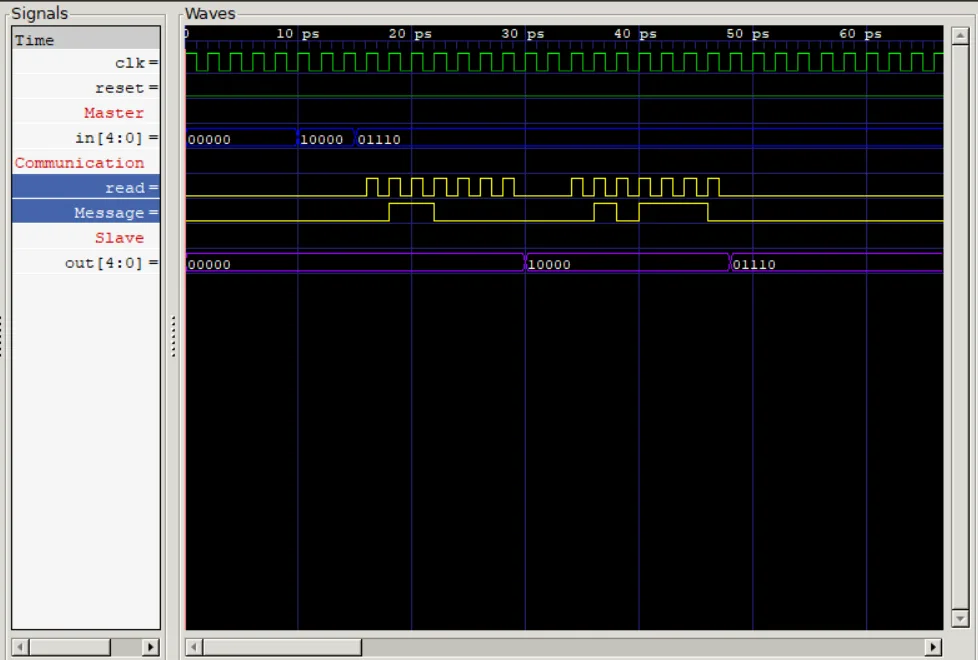 Signals
Waves
Time
10 ps 20 ps 30 ps 40 ps 50 ps 60 ps
clk=
reset=
Master
in[4:0] = 00000 10000 01110
Communication
read=
Message=
Slave
out[4:0] = 00000 10000 01110